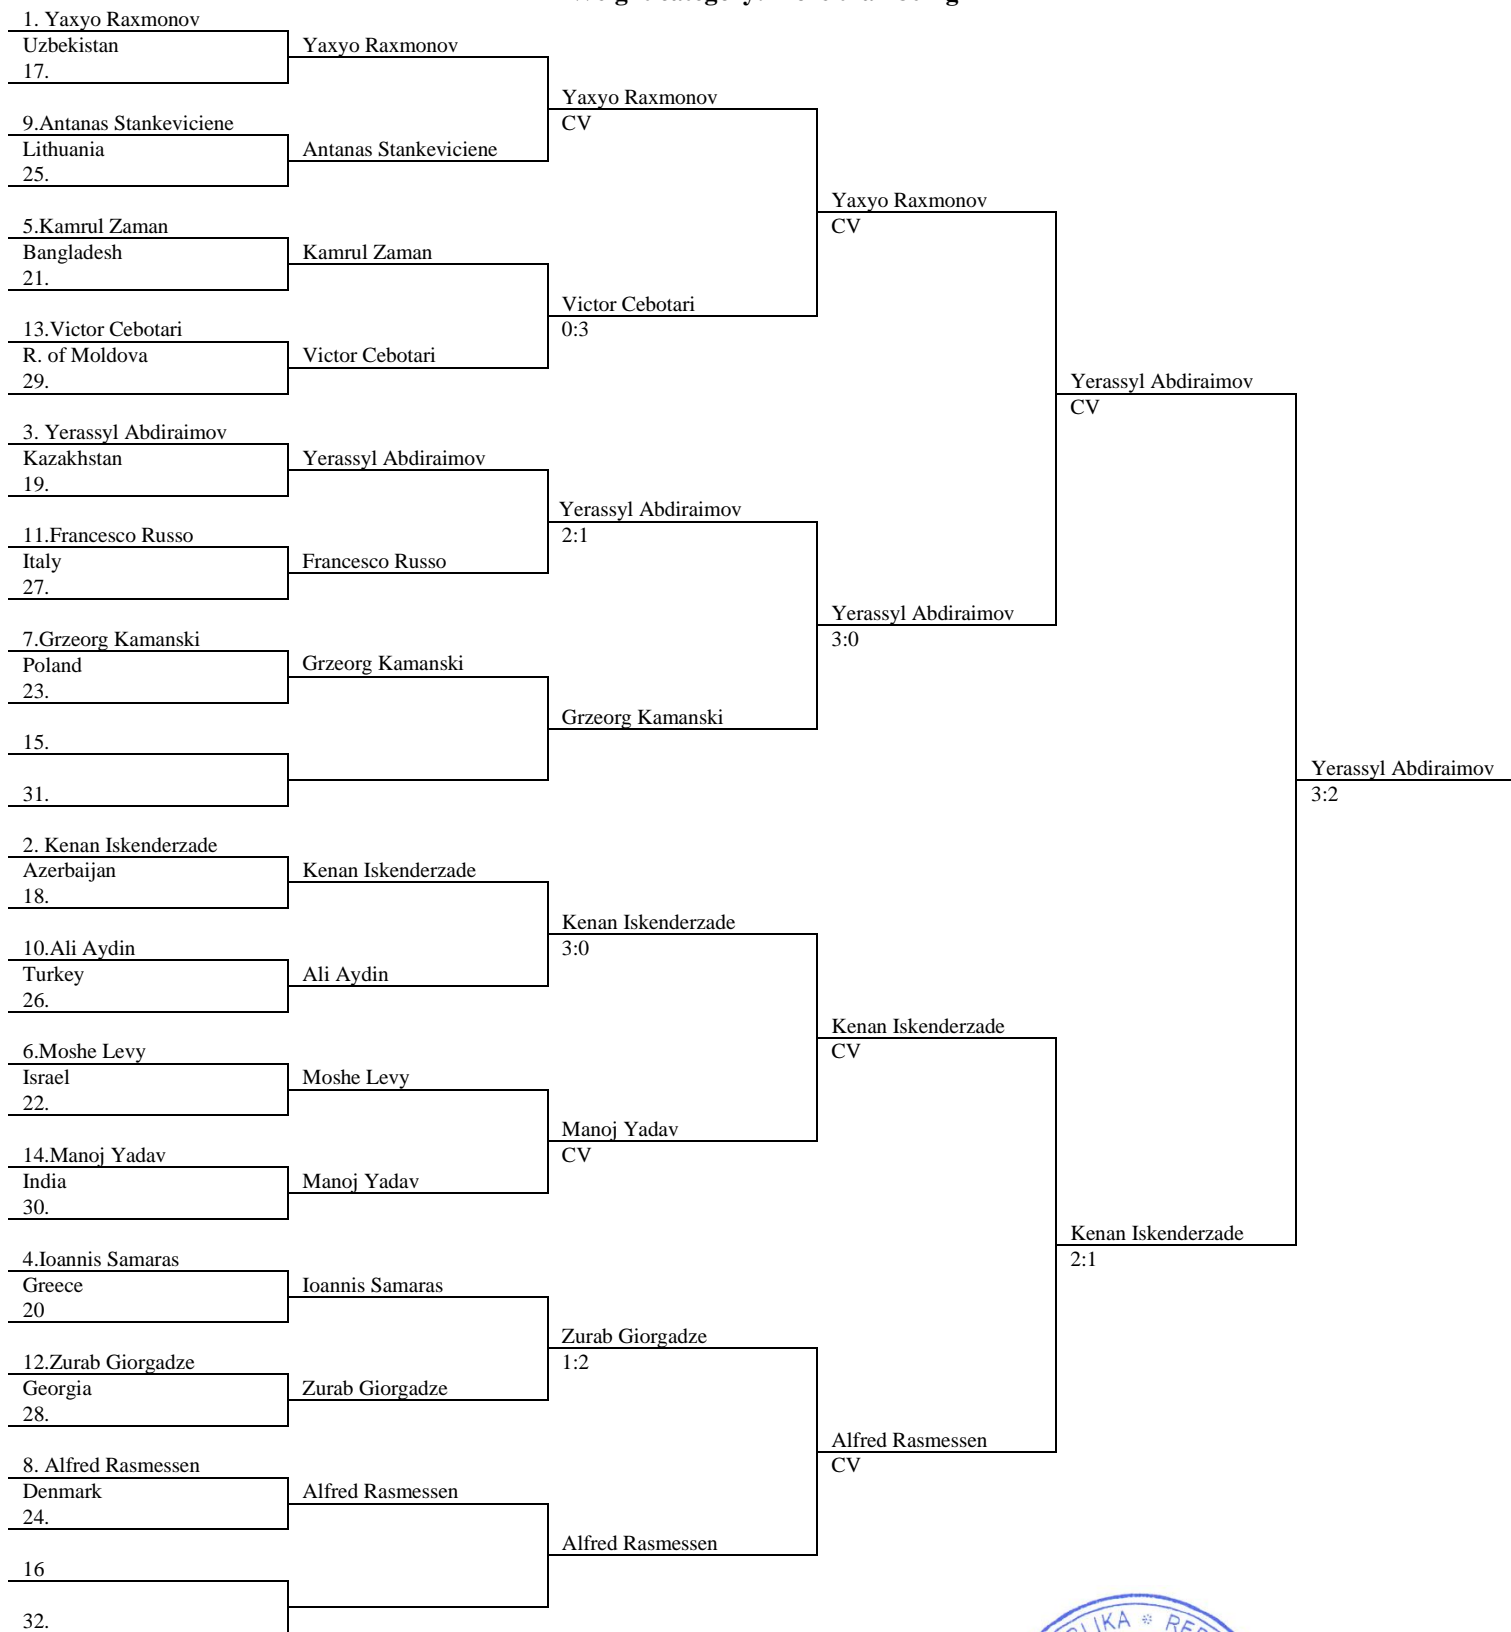 1. Yaxyo Raxmonov
Uzbekistan
17.
9.Antanas Stankeviciene
Lithuania
25.
5.Kamrul Zaman
Bangladesh
21.
13.Victor Cebotari
R. of Moldova
29.
3. Yerassyl Abdiraimov
Kazakhstan
19.
11.Francesco Russo
Italy
27.
7.Grzeorg Kamanski
Poland
23.
15.
31.
2. Kenan Iskenderzade
Azerbaijan
18.
10.Ali Aydin
Turkey
26.
6.Moshe Levy
Israel
22.
14.Manoj Yadav
India
30.
4.Ioannis Samaras
Greece
20
12.Zurab Giorgadze
Georgia
28.
8. Alfred Rasmessen
Denmark
24.
16
32.
Yaxyo Raxmonov
Antanas Stankeviciene
Kamrul Zaman
Victor Cebotari
Yerassyl Abdiraimov
Francesco Russo
Grzeorg Kamanski
Kenan Iskenderzade
Ali Aydin
Moshe Levy
Manoj Yadav
Ioannis Samaras
Zurab Giorgadze
Alfred Rasmessen
Yaxyo Raxmonov
CV
Victor Cebotari
0:3
Yerassyl Abdiraimov
2:1
Grzeorg Kamanski
Kenan Iskenderzade
3:0
Manoj Yadav
CV
Zurab Giorgadze
1:2
Alfred Rasmessen
Yaxyo Raxmonov
CV
Yerassyl Abdiraimov
3:0
Kenan Iskenderzade
CV
Alfred Rasmessen
CV
Yerassyl Abdiraimov
CV
Kenan Iskenderzade
2:1
Yerassyl Abdiraimov
3:2